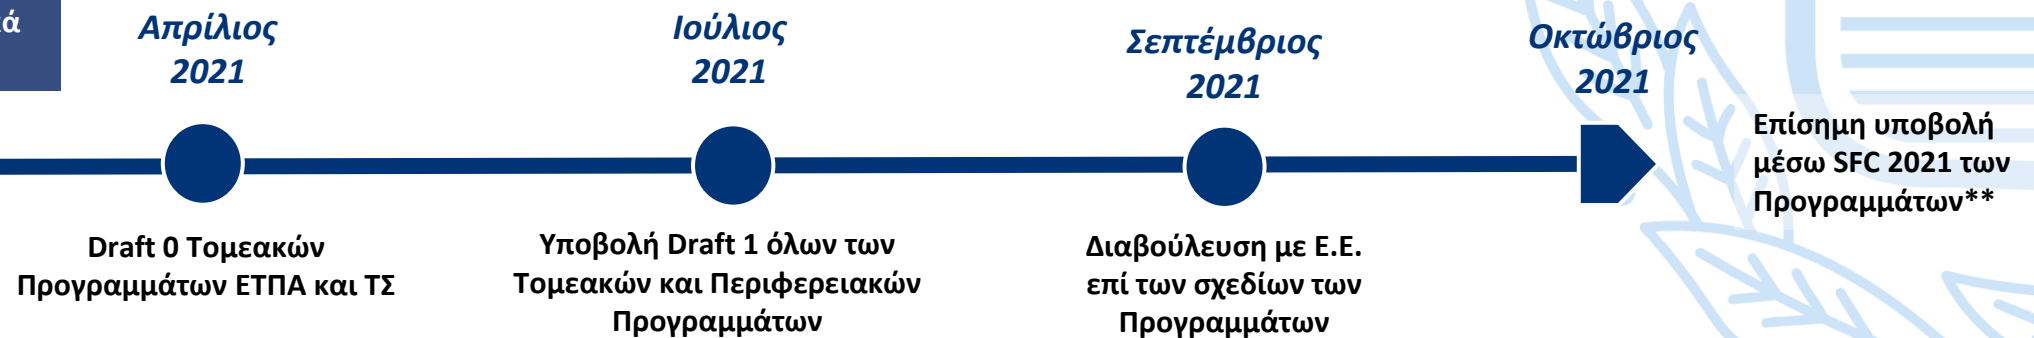 Απρίλιος
2021
Ιούλιος
2021
Σεπτέμβριος
2021
Οκτώβριος
2021
Draft 0 Τομεακών
Προγραμμάτων ΕΤΠΑ και ΤΣ
Υποβολή Draft 1 όλων των
Τομεακών και Περιφερειακών
Προγραμμάτων
Διαβούλευση με Ε.Ε.
επί των σχεδίων των
Προγραμμάτων
Επίσημη υποβολή
μέσω SFC 2021 των
Προγραμμάτων**